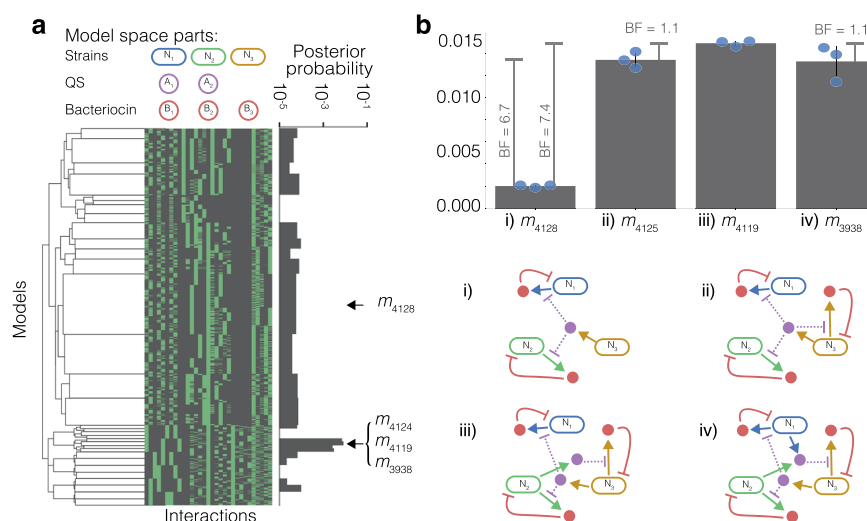 a
Model space parts:
Strains N₁ N₂ N₃
QS A₁ A₂
Bacteriocin B₁ B₂ B₃
Posterior
probability
10⁻⁵ 10⁻³ 10⁻¹
Models
Interactions
m₄₁₂₈
m₄₁₂₄
m₄₁₁₉
m₃₉₃₈
b
BF = 1.1 BF = 1.1
0.015
0.010
0.005
0.000
BF = 6.7
BF = 7.4
i) m₄₁₂₈ ii) m₄₁₂₅ iii) m₄₁₁₉ iv) m₃₉₃₈
i)
N₁
N₂
N₃
ii)
N₁
N₂
N₃
iii)
N₁
N₂
N₃
iv)
N₁
N₂
N₃